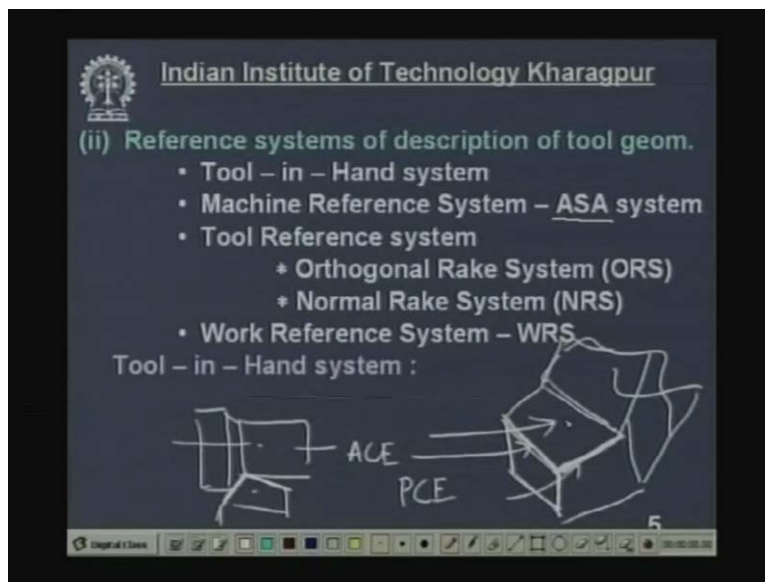 Indian Institute of Technology Kharagpur
(ii) Reference systems of description of tool geom.
• Tool – in – Hand system
• Machine Reference System – ASA system
• Tool Reference system
* Orthogonal Rake System (ORS)
* Normal Rake System (NRS)
• Work Reference System – WRS
Tool – in – Hand system :
ACE
PCE
5